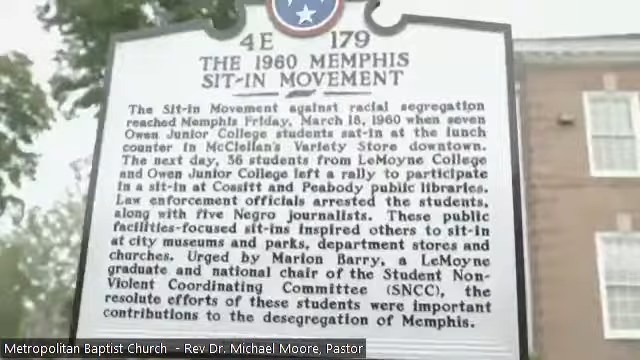 4E 179
THE 1960 MEMPHIS
SIT-IN MOVEMENT
The Sit-in Movement against racial segregation
reached Memphis Friday, March 18, 1960 when seven
Owen Junior College students sat-in at the lunch
counter in McClellan's Variety Store downtown.
The next day, 36 students from LeMoyne College
and Owen Junior College left a rally to participate
in a sit-in at Cossitt and Peabody public libraries.
Law enforcement officials arrested the students,
along with five Negro journalists. These public
facilities-focused sit-ins inspired others to sit-in
at city museums and parks, department stores and
churches. Urged by Marion Barry, a LeMoyne
graduate and national chair of the Student Non-
Violent Coordinating Committee (SNCC), the
resolute efforts of these students were important
contributions to the desegregation of Memphis.
Metropolitan Baptist Church - Rev Dr. Michael Moore, Pastor